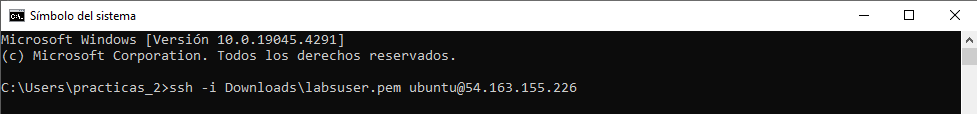 Símbolo del sistema
Microsoft Windows [Versión 10.0.19045.4291]
(c) Microsoft Corporation. Todos los derechos reservados.
C:\Users\practicas_2>ssh -i Downloads\labsuser.pem ubuntu@54.163.155.226